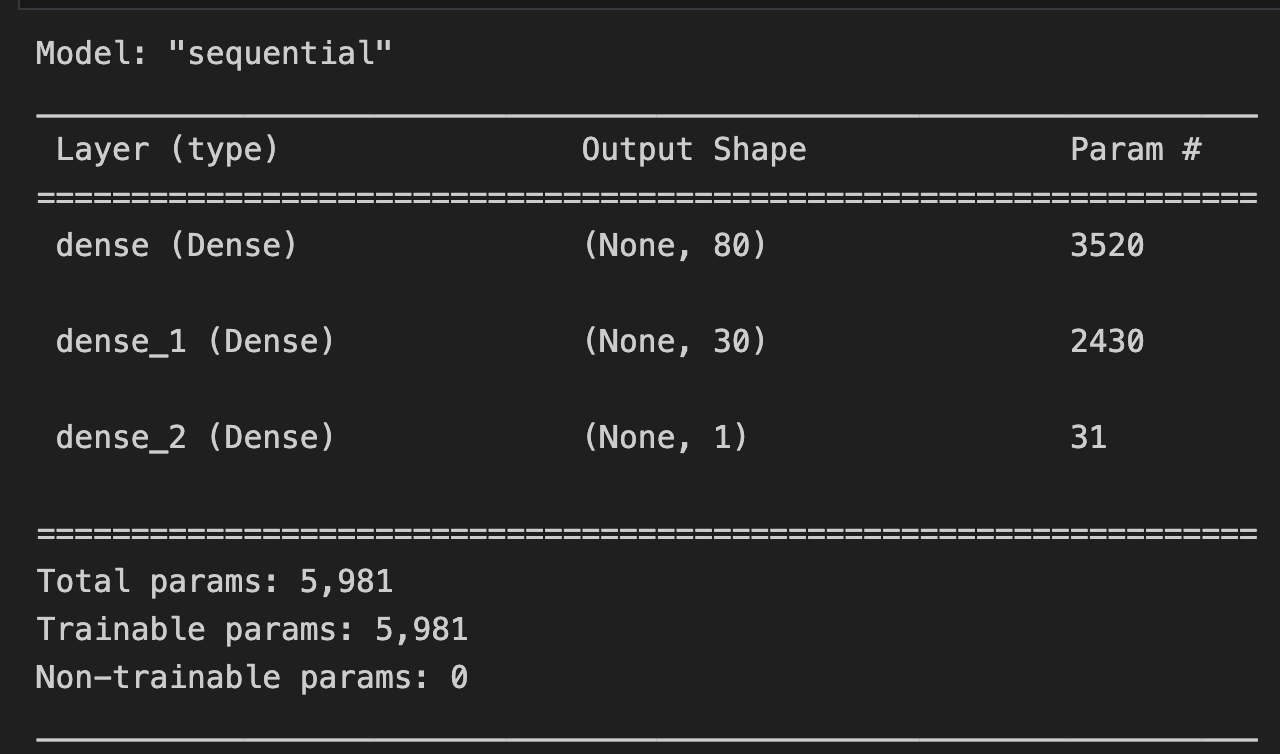 Model: "sequential"
Layer (type) Output Shape Param #
=================================================================
dense (Dense) (None, 80) 3520
dense_1 (Dense) (None, 30) 2430
dense_2 (Dense) (None, 1) 31
=================================================================
Total params: 5,981
Trainable params: 5,981
Non-trainable params: 0